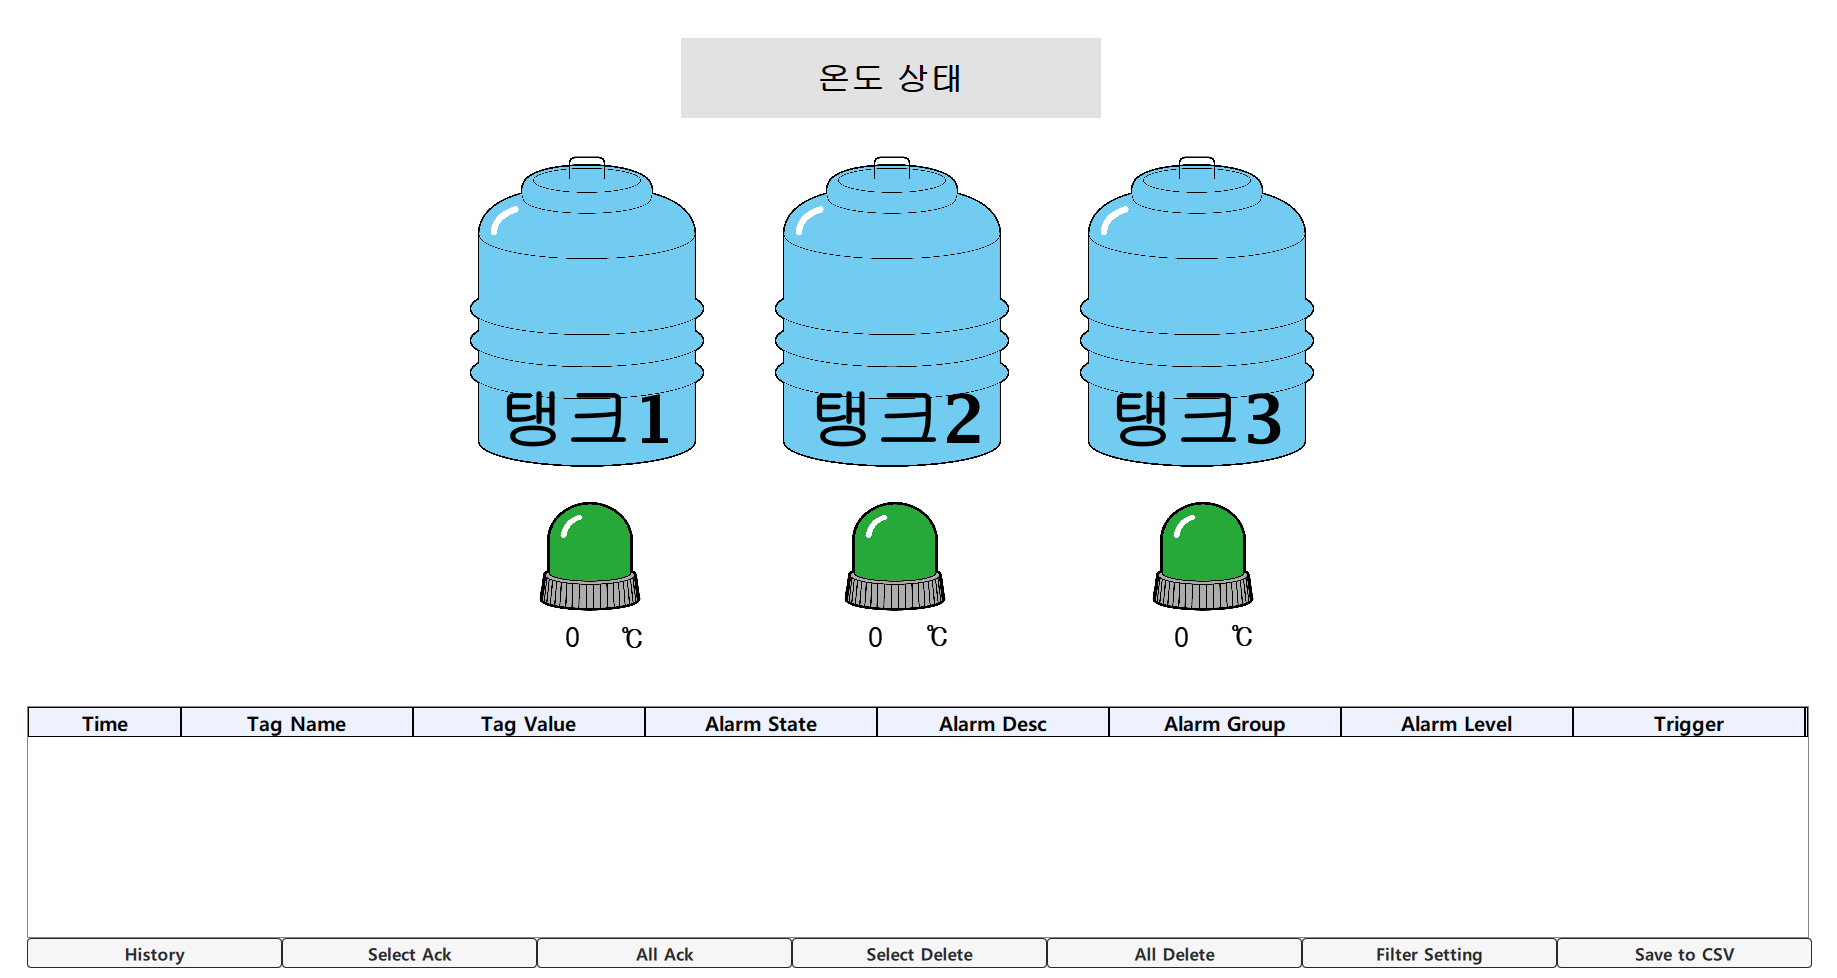 온도 상태
탱크1 탱크2 탱크3
0 ℃ 0 ℃ 0 ℃
Time Tag Name Tag Value Alarm State Alarm Desc Alarm Group Alarm Level Trigger
History Select Ack All Ack Select Delete All Delete Filter Setting Save to CSV